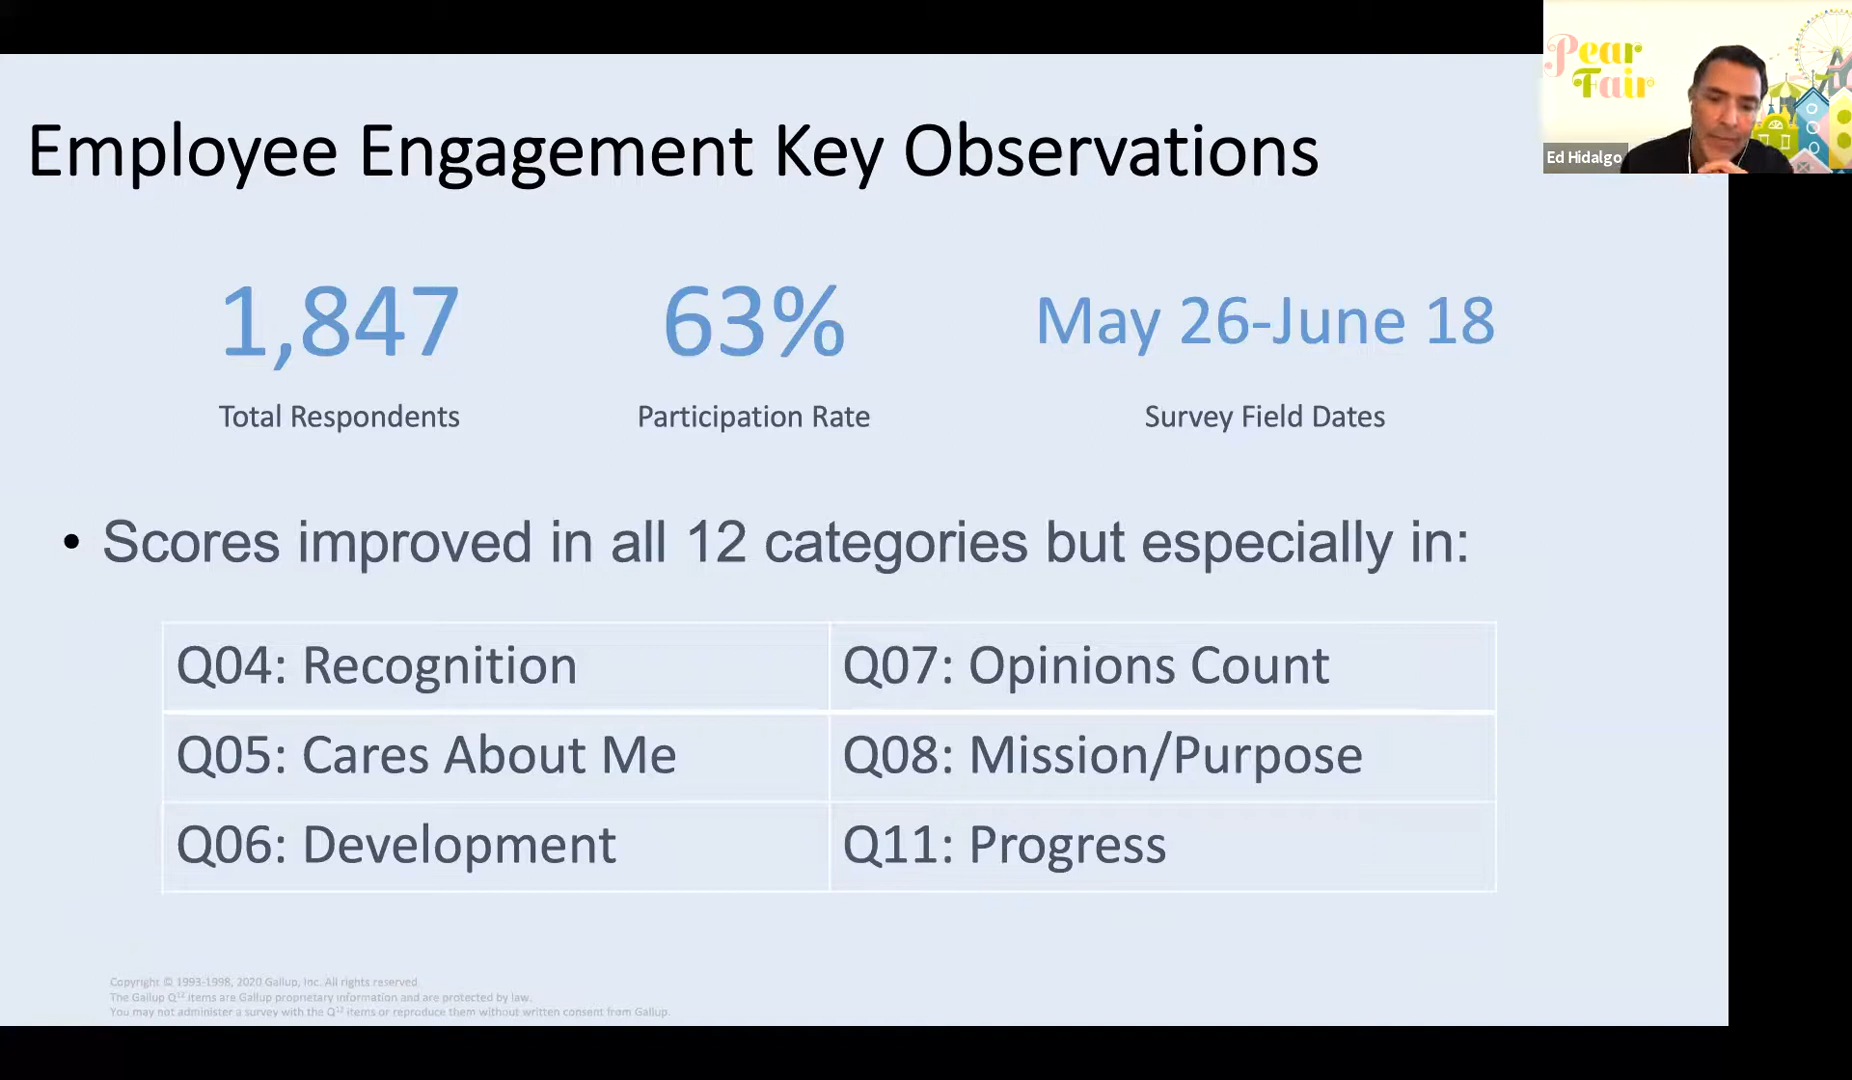 Pear
Fair
Ed Hidalgo
Employee Engagement Key Observations
1,847
63%
May 26-June 18
Total Respondents
Participation Rate
Survey Field Dates
• Scores improved in all 12 categories but especially in:
Q04: Recognition
Q07: Opinions Count
Q05: Cares About Me
Q08: Mission/Purpose
Q06: Development
Q11: Progress
Copyright © 1993-1998, 2020 Gallup, Inc. All rights reserved.
The Gallup Q¹² items are Gallup proprietary information and are protected by law.
You may not administer a survey with the Q¹² items or reproduce them without written consent from Gallup.